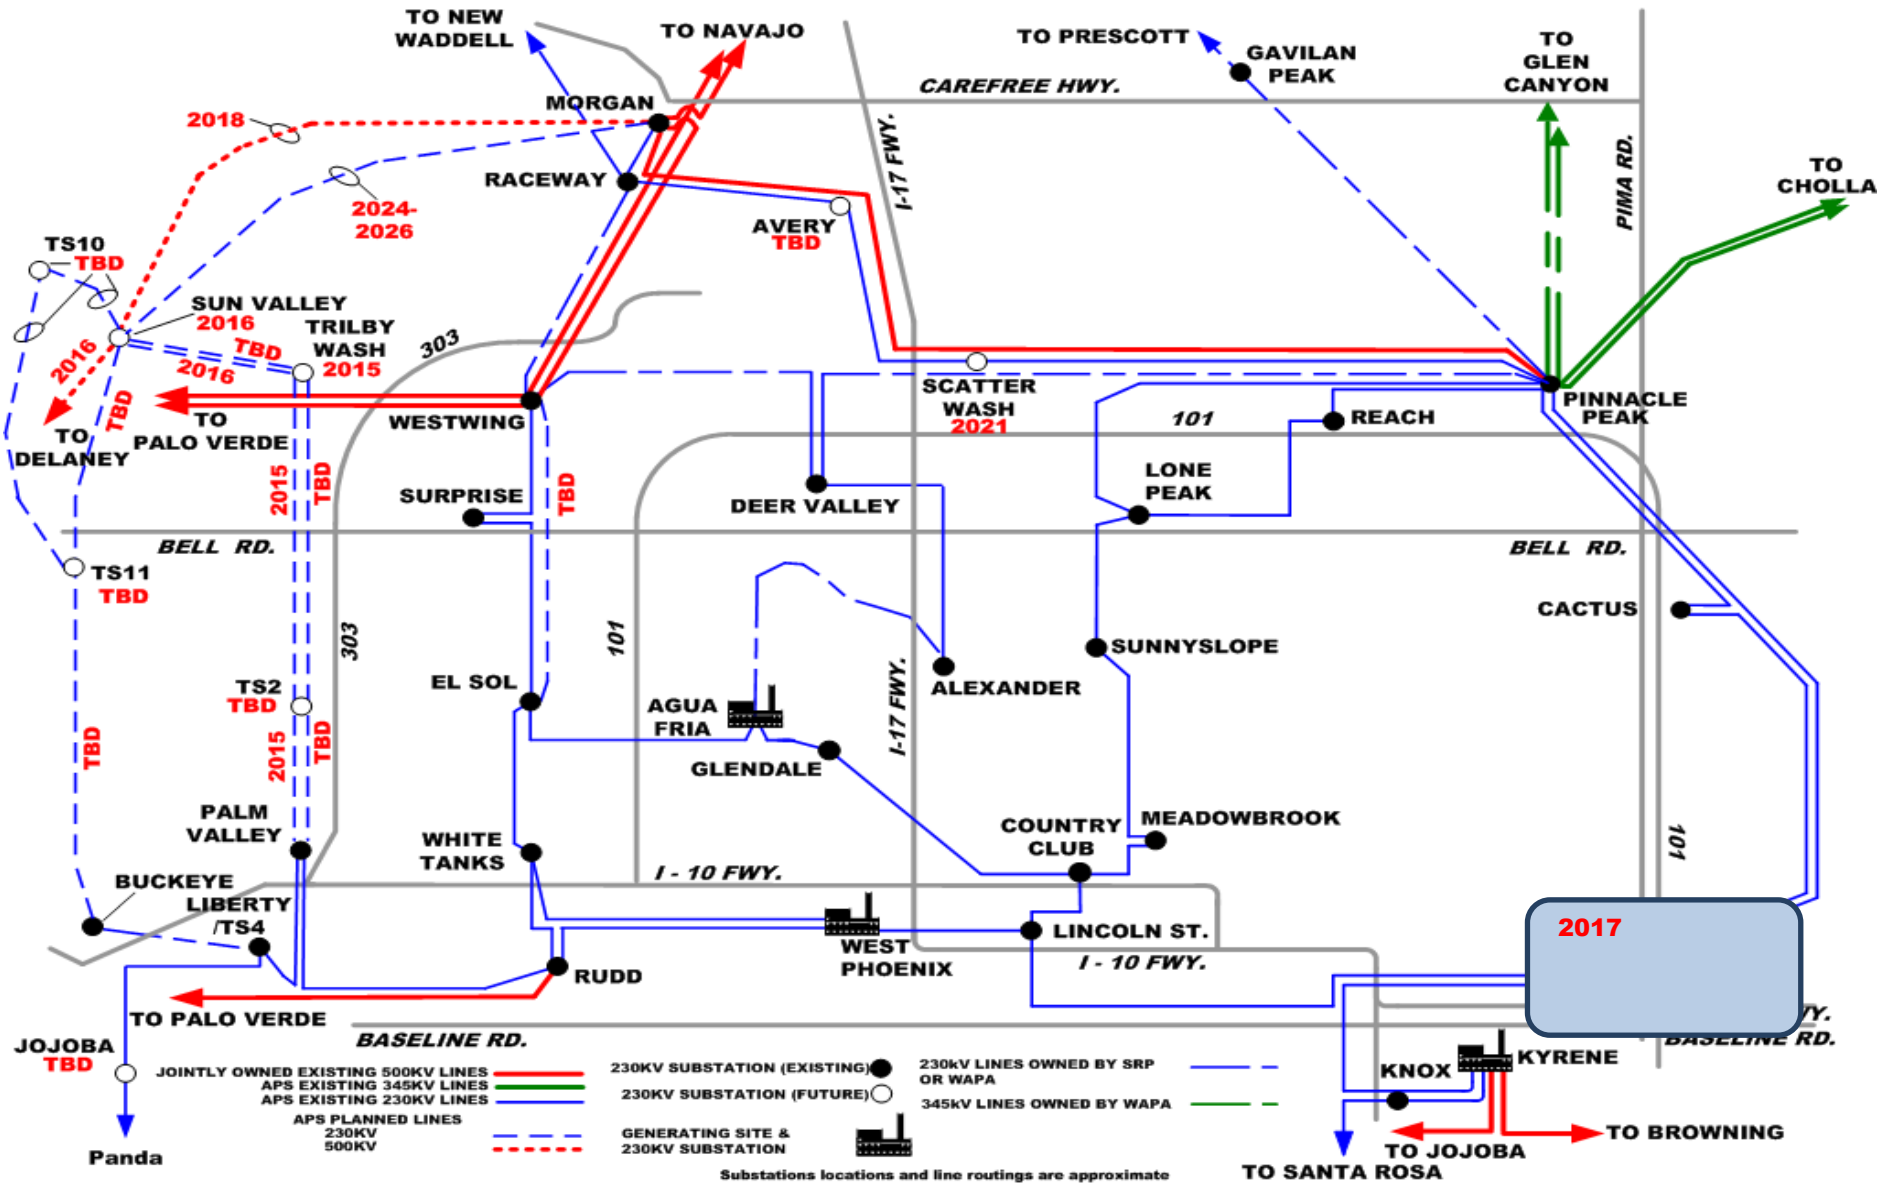 TO NEW
WADDELL
TO NAVAJO
TO PRESCOTT
GAVILAN
PEAK
TO
GLEN
CANYON
CAREFREE HWY.
MORGAN
2018
I-17 FWY.
PIMA RD.
TO
CHOLLA
RACEWAY
2024-
2026
AVERY
TBD
TS10
TBD
SUN VALLEY
2016
TRILBY
WASH
2015
303
TBD
2016
2016
TBD
TO
DELANEY
TO
PALO VERDE
WESTWING
SCATTER
WASH
2021
101
REACH
PINNACLE
PEAK
2015
TBD
SURPRISE
TBD
DEER VALLEY
LONE
PEAK
BELL RD.
BELL RD.
TS11
TBD
CACTUS
303
101
SUNNYSLOPE
EL SOL
ALEXANDER
TS2
TBD
AGUA
FRIA
I-17 FWY.
TBD
2015
TBD
GLENDALE
PALM
VALLEY
WHITE
TANKS
COUNTRY
CLUB
MEADOWBROOK
101
I - 10 FWY.
BUCKEYE
LIBERTY
/TS4
2017
WEST
PHOENIX
LINCOLN ST.
I - 10 FWY.
RUDD
TO PALO VERDE
WY.
BASELINE RD.
BASELINE RD.
JOJOBA
TBD
KNOX
KYRENE
JOINTLY OWNED EXISTING 500KV LINES
APS EXISTING 345KV LINES
APS EXISTING 230KV LINES
APS PLANNED LINES
230KV
500KV
230KV SUBSTATION (EXISTING)
230KV SUBSTATION (FUTURE)
GENERATING SITE &
230KV SUBSTATION
230kV LINES OWNED BY SRP
OR WAPA
345kV LINES OWNED BY WAPA
Panda
TO BROWNING
TO JOJOBA
TO SANTA ROSA
Substations locations and line routings are approximate